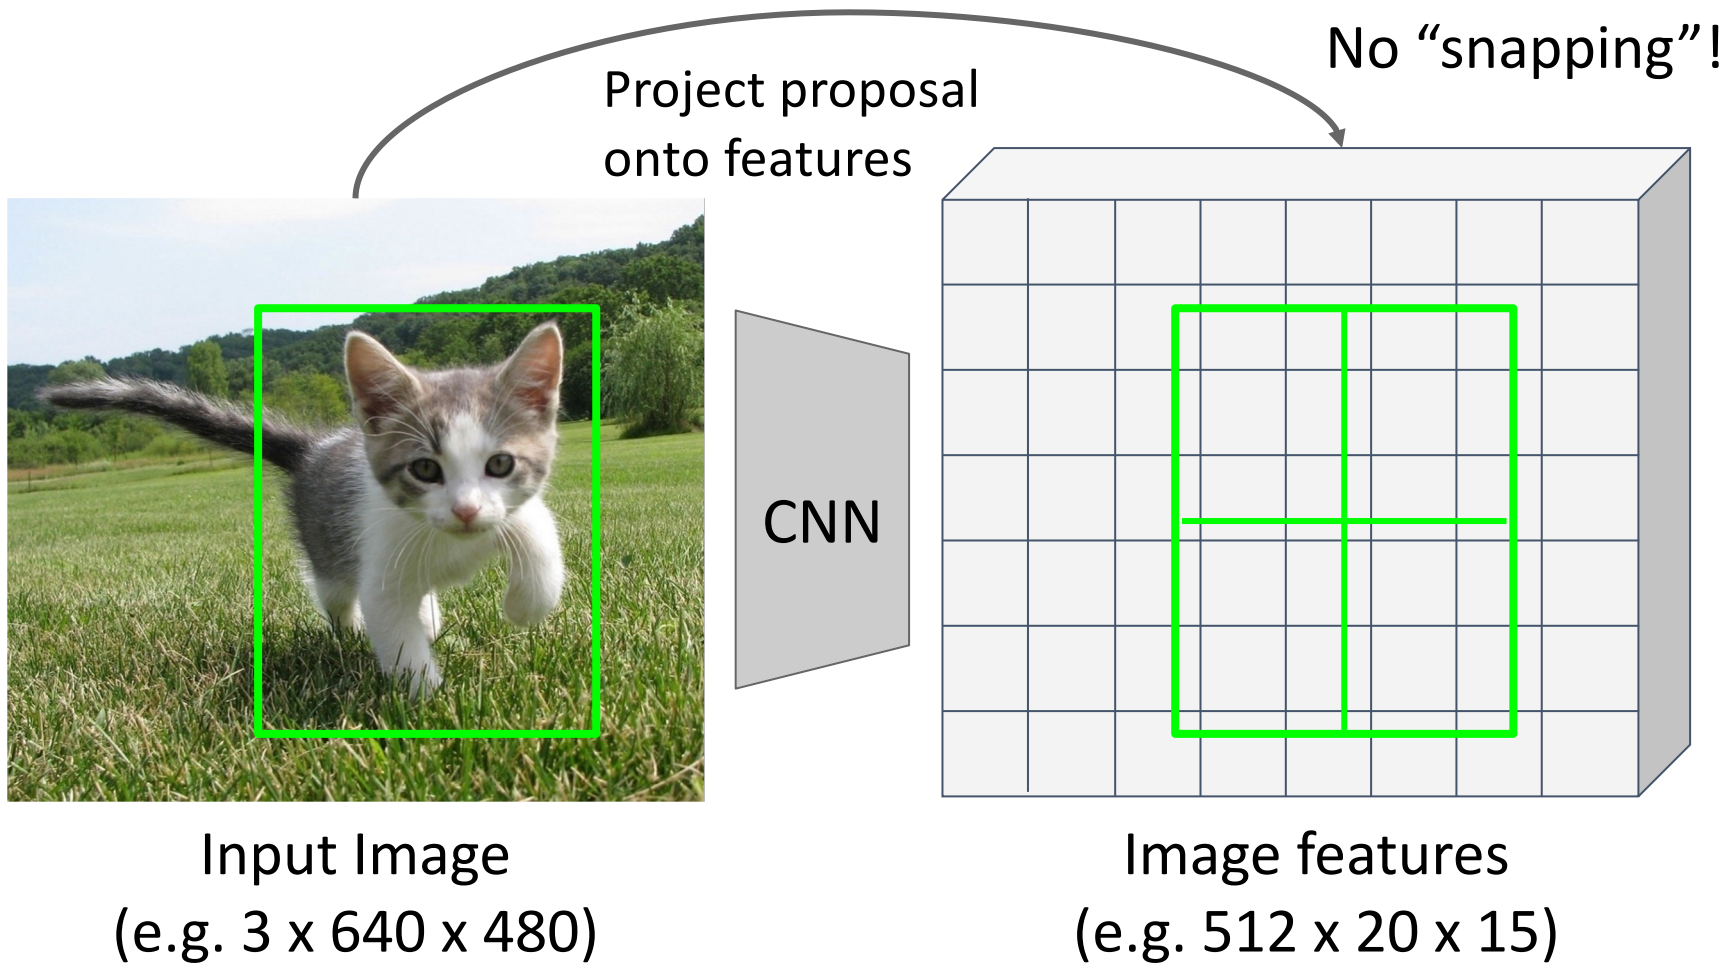 No “snapping”!
Project proposal
onto features
CNN
Input Image
(e.g. 3 x 640 x 480)
Image features
(e.g. 512 x 20 x 15)